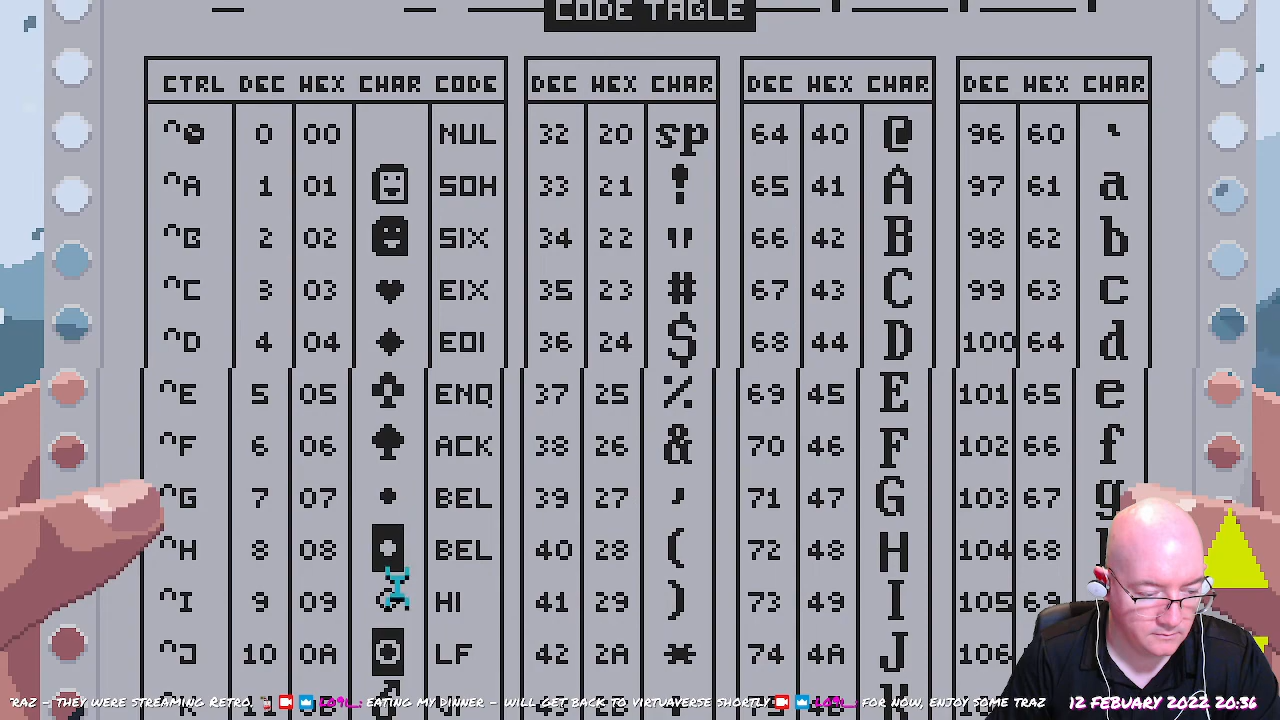 CODE TABLE
CTRL DEC HEX CHAR CODE DEC HEX CHAR DEC HEX CHAR DEC HEX CHAR
^@ 0 00 NUL 32 20 sp 64 40 @ 96 60 `
^A 1 01 SOH 33 21 ! 65 41 A 97 61 a
^B 2 02 SIX 34 22 " 66 42 B 98 62 b
^C 3 03 ♥ EIX 35 23 # 67 43 C 99 63 c
^D 4 04 ♦ EOI 36 24 $ 68 44 D 100 64 d
^E 5 05 ♣ ENQ 37 25 % 69 45 E 101 65 e
^F 6 06 ♠ ACK 38 26 & 70 46 F 102 66 f
^G 7 07 • BEL 39 27 ' 71 47 G 103 67 g
^H 8 08 ◘ BEL 40 28 ( 72 48 H 104 68
^I 9 09 HI 41 29 ) 73 49 I 105 69
^J 10 0A ◙ LF 42 2A * 74 4A J 106
RAZ - THEY WERE STREAMING RETRO. EATING MY DINNER - WILL GET BACK TO VIRTUAVERSE SHORTLY FOR NOW, ENJOY SOME TRAZ 12 FEBUARY 2022 20:36